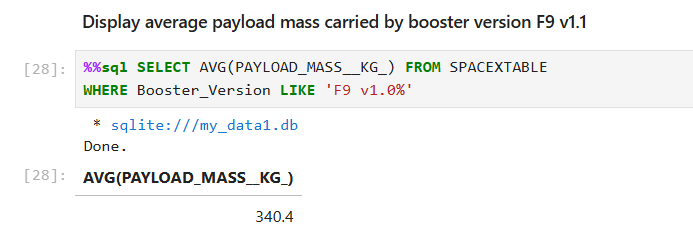 Display average payload mass carried by booster version F9 v1.1
[28]: %%sql SELECT AVG(PAYLOAD_MASS__KG_) FROM SPACEXTABLE
WHERE Booster_Version LIKE 'F9 v1.0%'
* sqlite:///my_data1.db
Done.
[28]: AVG(PAYLOAD_MASS__KG_)
340.4